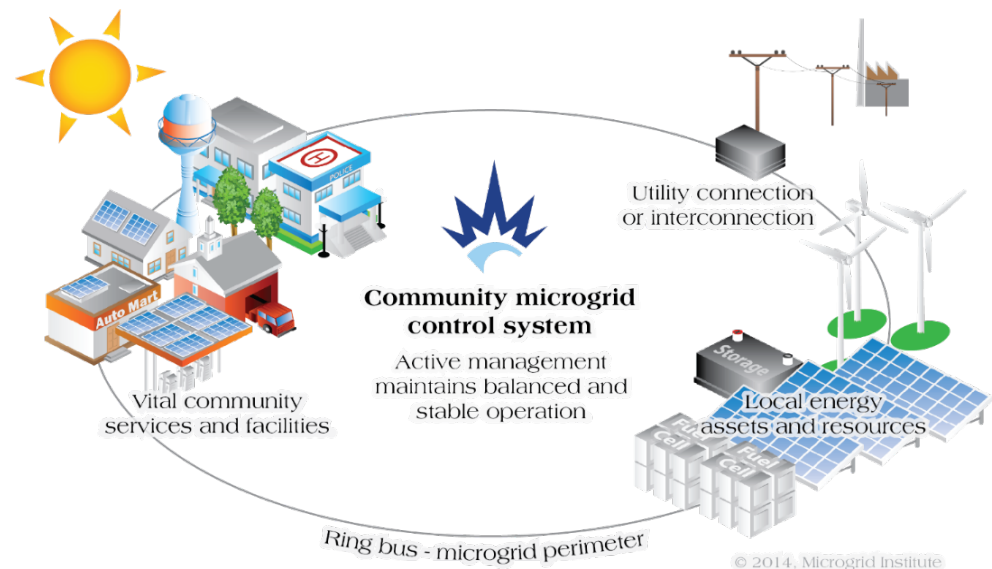 H
POLICE
Auto Mart
Vital community
services and facilities
Community microgrid
control system
Active management
maintains balanced and
stable operation
Utility connection
or interconnection
Storage
Local energy
assets and resources
Fuel
Cell
Fuel
Cell
Ring bus - microgrid perimeter
© 2014, Microgrid Institute